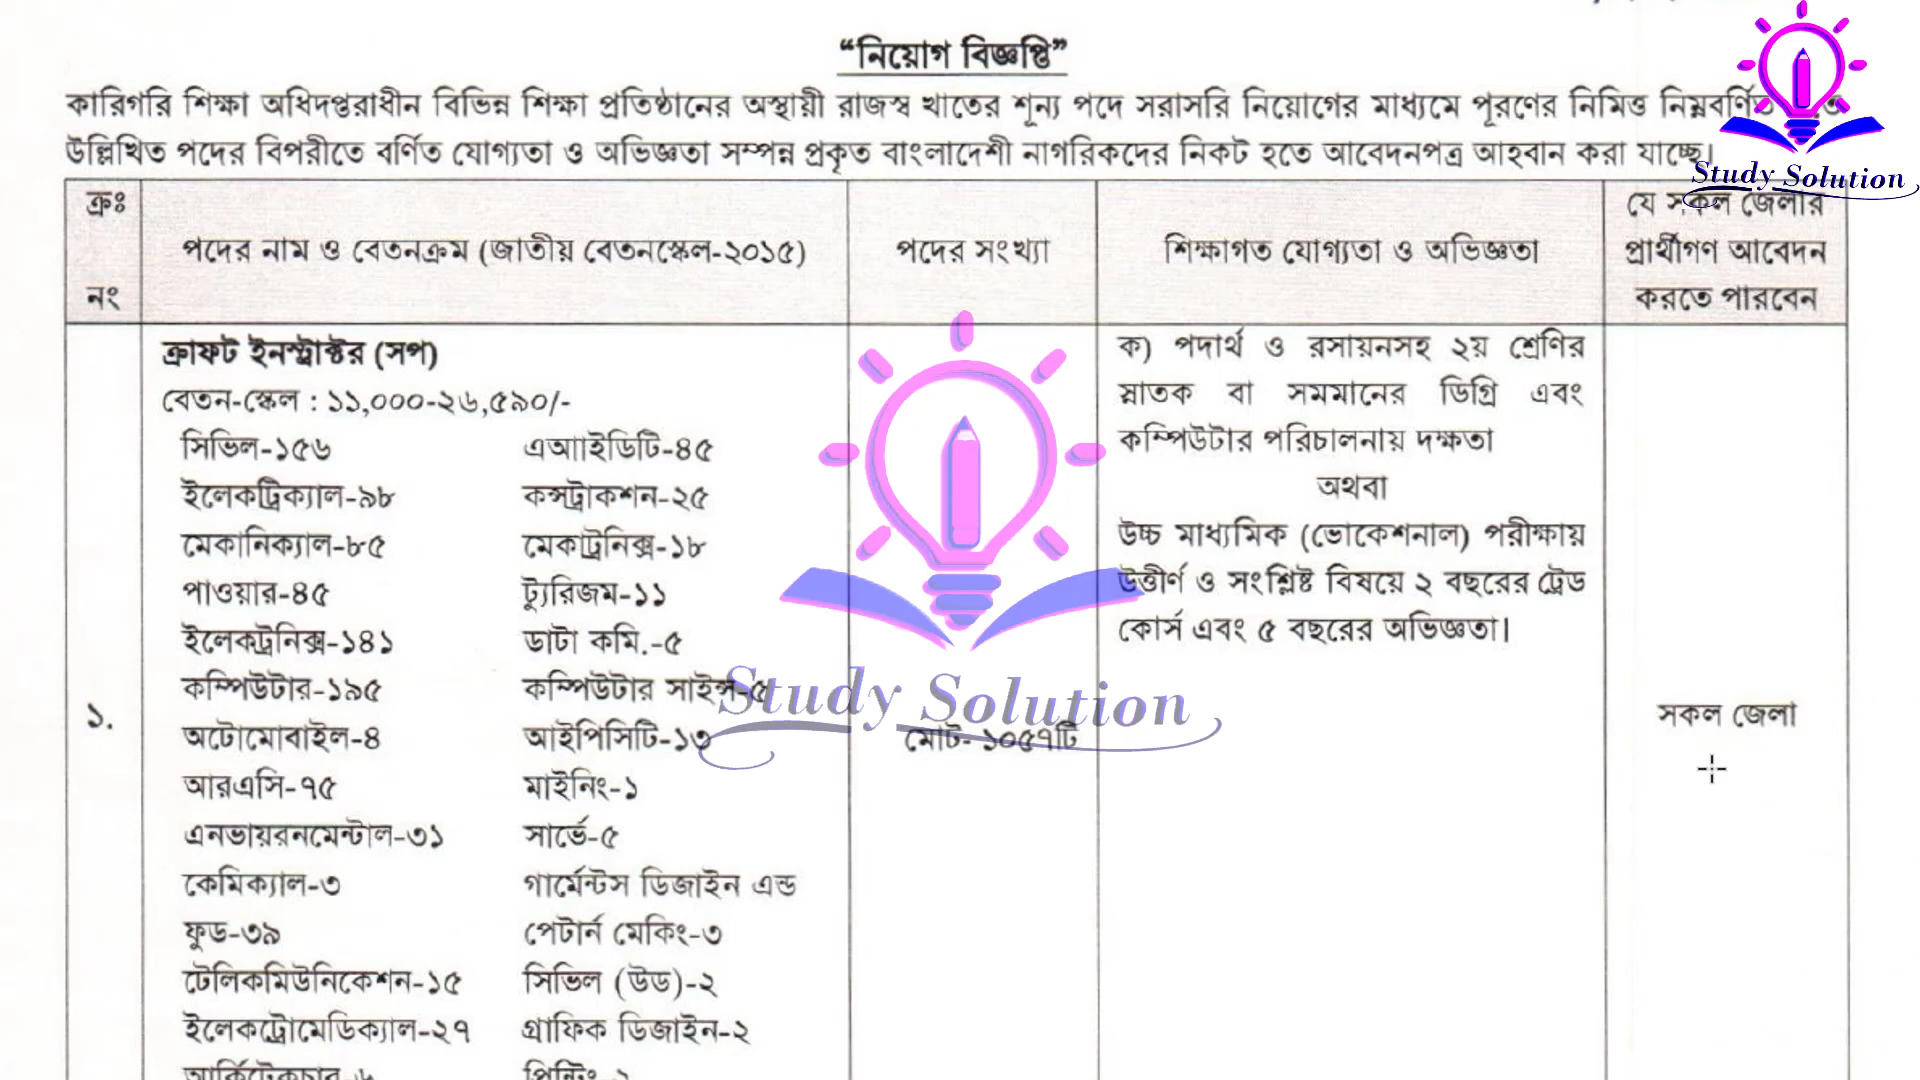 “নিয়োগ বিজ্ঞপ্তি”
কারিগরি শিক্ষা অধিদপ্তরাধীন বিভিন্ন শিক্ষা প্রতিষ্ঠানের অস্থায়ী রাজস্ব খাতের শূন্য পদে সরাসরি নিয়োগের মাধ্যমে পূরণের নিমিত্ত
উল্লিখিত পদের বিপরীতে বর্ণিত যোগ্যতা ও অভিজ্ঞতা সম্পন্ন প্রকৃত বাংলাদেশী নাগরিকদের নিকট হতে আবেদনপত্র আহবান করা যাচ্ছে।
Study Solution
ক্রঃ
নং
পদের নাম ও বেতনক্রম (জাতীয় বেতনস্কেল-২০১৫)
পদের সংখ্যা
শিক্ষাগত যোগ্যতা ও অভিজ্ঞতা
যে সকল জেলার
প্রার্থীগণ আবেদন
করতে পারবেন
১.
ক্রাফট ইনস্ট্রাক্টর (সপ)
বেতন-স্কেল : ১১,০০০-২৬,৫৯০/-
সিভিল-১৫৬ এআাইডিটি-৪৫
ইলেকট্রিক্যাল-৯৮ কন্সট্রাকশন-২৫
মেকানিক্যাল-৮৫ মেকাট্রনিক্স-১৮
পাওয়ার-৪৫ ট্যুরিজম-১১
ইলেকট্রনিক্স-১৪১ ডাটা কমি.-৫
কম্পিউটার-১৯৫ কম্পিউটার সাইন্স-৫
অটোমোবাইল-৪ আইপিসিটি-১৩
আরএসি-৭৫ মাইনিং-১
এনভায়রনমেন্টাল-৩১ সার্ভে-৫
কেমিক্যাল-৩ গার্মেন্টস ডিজাইন এন্ড
ফুড-৩৯ পেটার্ন মেকিং-৩
টেলিকমিউনিকেশন-১৫ সিভিল (উড)-২
ইলেকট্রোমেডিক্যাল-২৭ গ্রাফিক ডিজাইন-২
আর্কিটেকচার-৬ প্রিন্টিং-২
মোট- ১০৫৭টি
ক) পদার্থ ও রসায়নসহ ২য় শ্রেণির
স্নাতক বা সমমানের ডিগ্রি এবং
কম্পিউটার পরিচালনায় দক্ষতা
অথবা
উচ্চ মাধ্যমিক (ভোকেশনাল) পরীক্ষায়
উত্তীর্ণ ও সংশ্লিষ্ট বিষয়ে ২ বছরের ট্রেড
কোর্স এবং ৫ বছরের অভিজ্ঞতা।
সকল জেলা
Study Solution